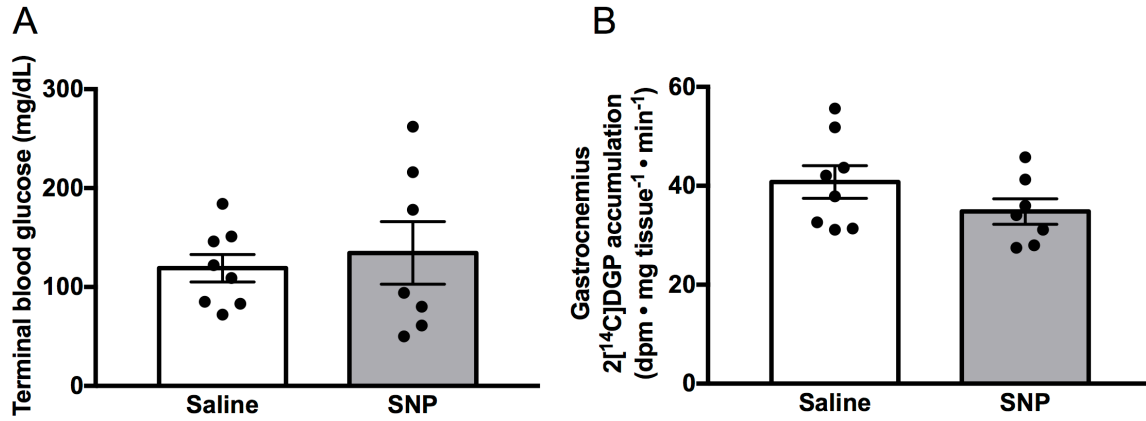 A
Terminal blood glucose (mg/dL)
300
200
100
0
Saline
SNP
B
Gastrocnemius
2[¹⁴C]DGP accumulation
(dpm • mg tissue⁻¹ • min⁻¹)
60
40
20
0
Saline
SNP